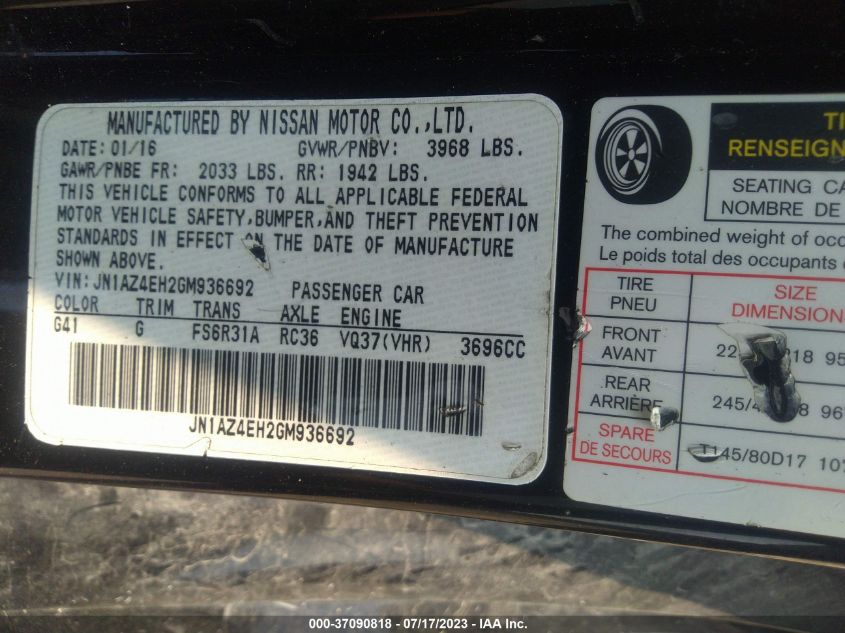 MANUFACTURED BY NISSAN MOTOR CO.,LTD.
DATE: 01/16 GVWR/PNBV: 3968 LBS.
GAWR/PNBE FR: 2033 LBS. RR: 1942 LBS.
THIS VEHICLE CONFORMS TO ALL APPLICABLE FEDERAL
MOTOR VEHICLE SAFETY,BUMPER,AND THEFT PREVENTION
STANDARDS IN EFFECT ON THE DATE OF MANUFACTURE
SHOWN ABOVE.
VIN: JN1AZ4EH2GM936692 PASSENGER CAR
COLOR TRIM TRANS AXLE ENGINE
G41 G FS6R31A RC36 VQ37(VHR) 3696CC
JN1AZ4EH2GM936692
RENSEIGN
SEATING CA
NOMBRE DE
The combined weight of occ
Le poids total des occupants
TIRE SIZE
PNEU DIMENSION
FRONT
AVANT
REAR
ARRIÈRE
SPARE
DE SECOURS T145/80D17
000-37090818 - 07/17/2023 - IAA Inc.